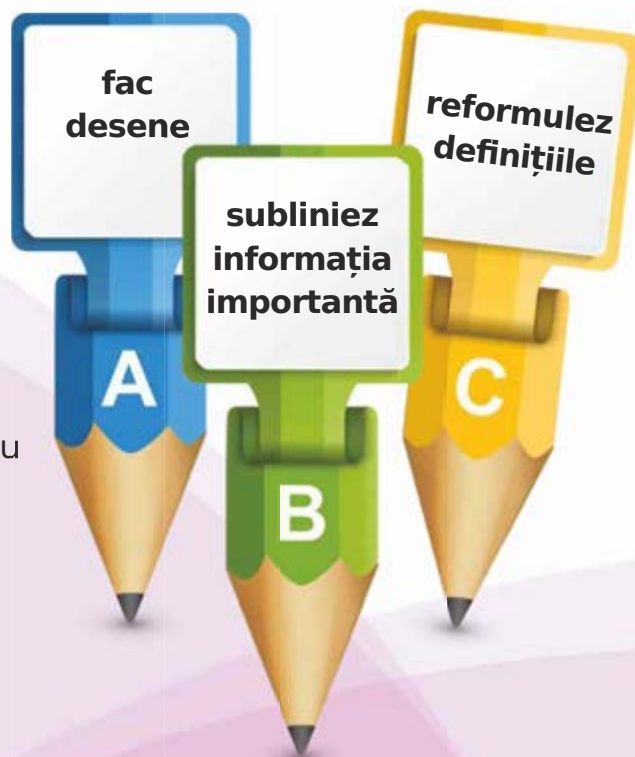 fac
desene
A
subliniez
informația
importantă
B
reformulez
definițiile
C
u